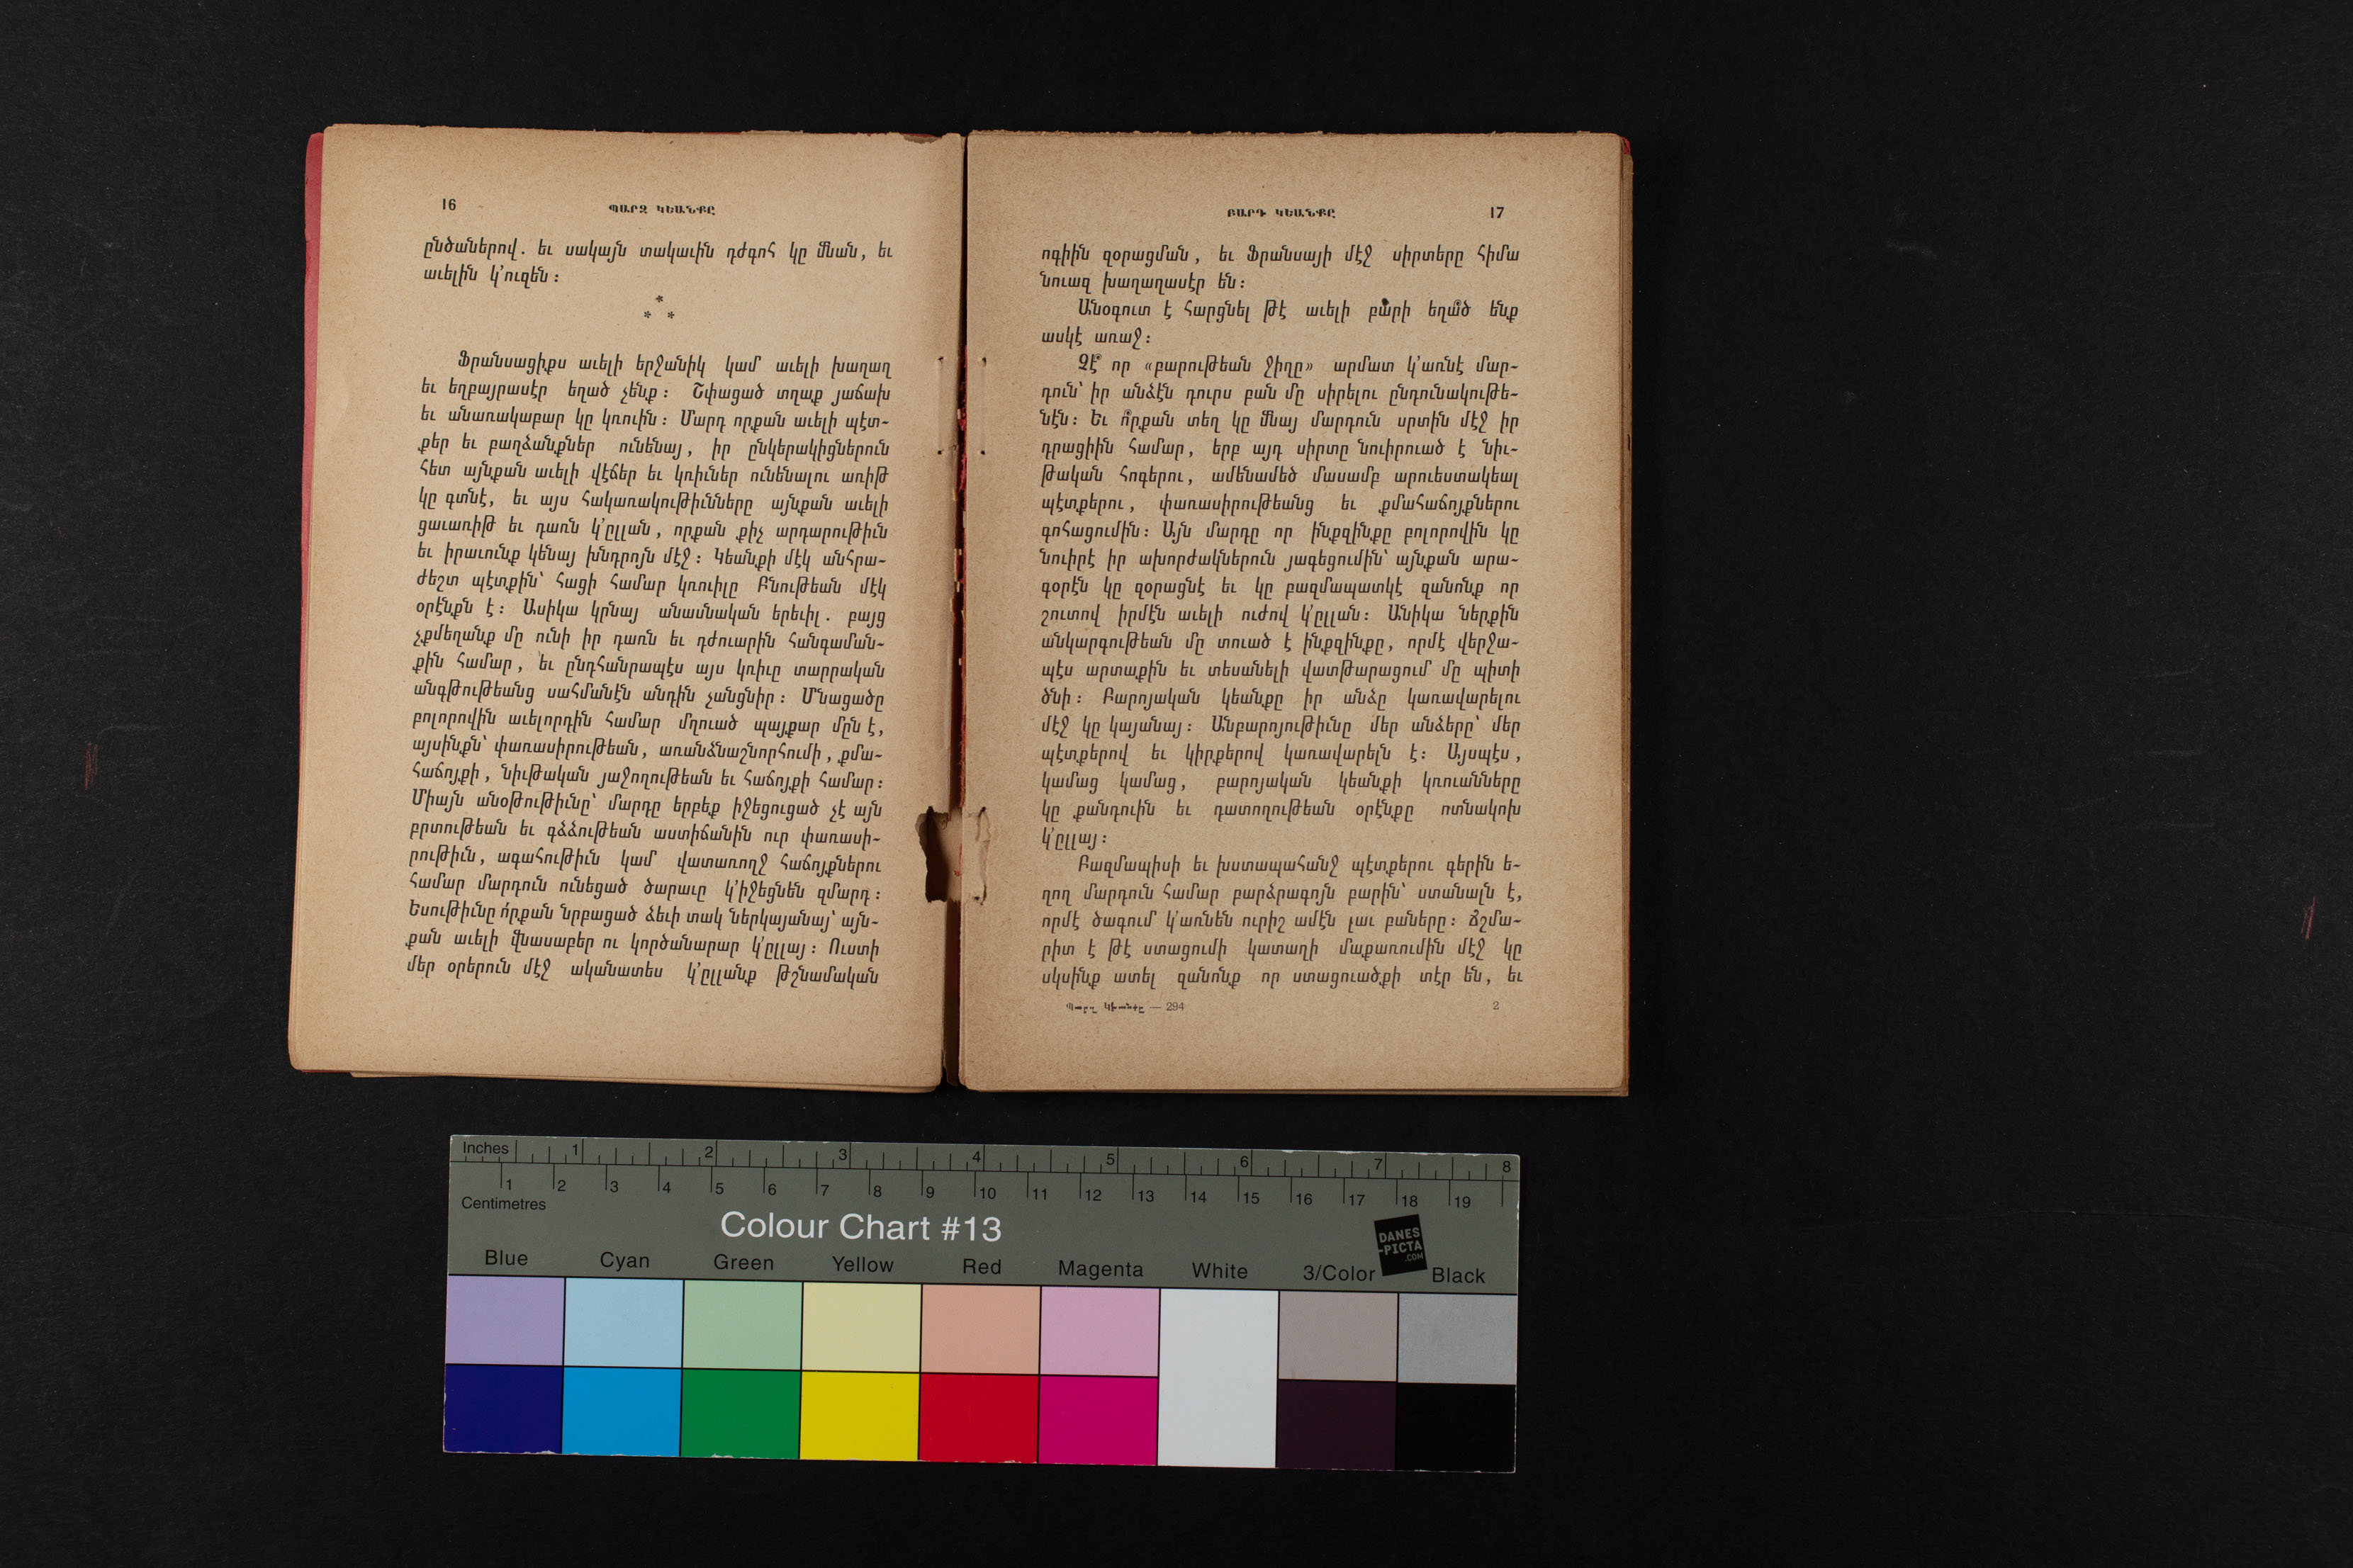 16 ՊԱՐԶ ԿԵԱՆՔԸ
ընծաներով. եւ սակայն տակաւին դժգոհ կը մնան, եւ
աւելին կ՚ուզեն։
*
* *
Ֆրանսացիքս աւելի երջանիկ կամ աւելի խաղաղ
եւ եղբայրասէր եղած չենք։ Շփացած տղաք յաճախ
եւ անառակաբար կը կռուին։ Մարդ որքան աւելի պէտ-
քեր եւ բաղձանքներ ունենայ, իր ընկերակիցներուն
հետ այնքան աւելի վէճեր եւ կռիւներ ունենալու առիթ
կը գտնէ, եւ այս հակառակութիւնները այնքան աւելի
ցաւառիթ եւ դառն կ՚ըլլան, որքան քիչ արդարութիւն
եւ իրաւունք կենայ խնդրոյն մէջ։ Կեանքի մէկ անհրա-
ժեշտ պէտքին՝ հացի համար կռուիլը Բնութեան մէկ
օրէնքն է։ Ասիկա կրնայ անասնական երեւիլ. բայց
չքմեղանք մը ունի իր դառն եւ դժուարին հանգաման-
քին համար, եւ ընդհանրապէս այս կռիւը տարրական
անգթութեանց սահմանէն անդին չանցնիր։ Մնացածը
բոլորովին աւելորդին համար մղուած պայքար մըն է,
այսինքն՝ փառասիրութեան, առանձնաշնորհումի, քմա-
հաճոյքի, նիւթական յաջողութեան եւ հաճոյքի համար։
Միայն անօթութիւնը՝ մարդը երբեք իջեցուցած չէ այն
բրտութեան եւ գձձութեան աստիճանին ուր փառասի-
րութիւն, ագահութիւն կամ վատառողջ հաճոյքներու
համար մարդուն ունեցած ծարաւը կ՚իջեցնեն զմարդ։
Եսութիւնը ո՛րքան նրբացած ձեւի տակ ներկայանայ՝ այն-
քան աւելի վնասաբեր ու կործանարար կ՚ըլլայ։ Ուստի
մեր օրերուն մէջ ականատես կ՚ըլլանք թշնամական
ԲԱՐԴ ԿԵԱՆՔԸ 17
ոգիին զօրացման, եւ Ֆրանսայի մէջ սիրտերը հիմա
նուազ խաղաղասէր են։
Անօգուտ է հարցնել թէ աւելի բարի եղա՞ծ ենք
ասկէ առաջ։
Չէ՞ որ «բարութեան ջիղը» արմատ կ՚առնէ մար-
դուն՝ իր անձէն դուրս բան մը սիրելու ընդունակութե-
նէն։ Եւ ո՞րքան տեղ կը մնայ մարդուն սրտին մէջ իր
դրացիին համար, երբ այդ սիրտը նուիրուած է նիւ-
թական հոգերու, ամենամեծ մասամբ արուեստակեալ
պէտքերու, փառասիրութեանց եւ քմահաճոյքներու
գոհացումին։ Այն մարդը որ ինքզինքը բոլորովին կը
նուիրէ իր ախորժակներուն յագեցումին՝ այնքան արա-
գօրէն կը զօրացնէ եւ կը բազմապատկէ զանոնք որ
շուտով իրմէն աւելի ուժով կ՚ըլլան։ Անիկա ներքին
անկարգութեան մը տուած է ինքզինքը, որմէ վերջա-
պէս արտաքին եւ տեսանելի վատթարացում մը պիտի
ծնի։ Բարոյական կեանքը իր անձը կառավարելու
մէջ կը կայանայ։ Անբարոյութիւնը մեր անձերը՝ մեր
պէտքերով եւ կիրքերով կառավարելն է։ Այսպէս,
կամաց կամաց, բարոյական կեանքի կռուանները
կը քանդուին եւ դատողութեան օրէնքը ոտնակոխ
կ՚ըլլայ։
Բազմապիսի եւ խստապահանջ պէտքերու գերին ե-
ղող մարդուն համար բարձրագոյն բարին՝ ստանալն է,
որմէ ծագում կ՚առնեն ուրիշ ամէն լաւ բաները։ Ճշմա-
րիտ է թէ ստացումի կատաղի մաքառումին մէջ կը
սկսինք ատել զանոնք որ ստացուածքի տէր են, եւ
Պարզ Կեանքը — 294 2
Inches 1 2 3 4 5 6 7 8
1 2 3 4 5 6 7 8 9 10 11 12 13 14 15 16 17 18 19
Centimetres
Colour Chart #13
DANES
-PICTA
.COM
Blue Cyan Green Yellow Red Magenta White 3/Color Black